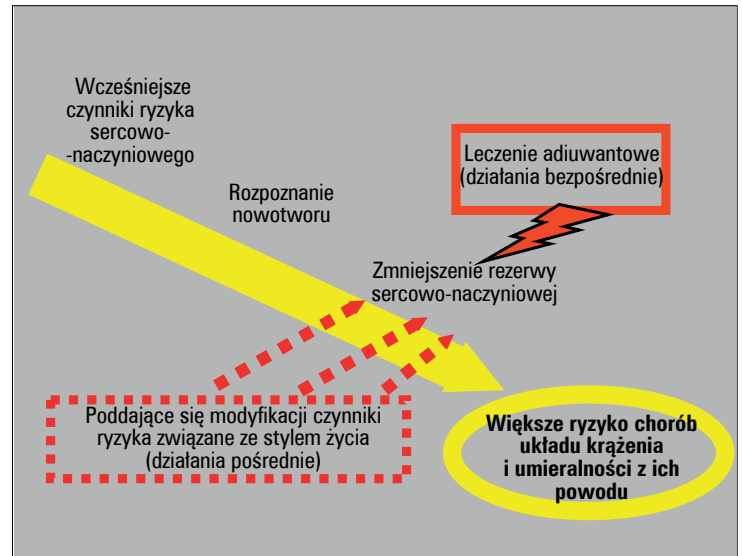 Wcześniejsze
czynniki ryzyka
sercowo-
-naczyniowego
Rozpoznanie
nowotworu
Leczenie adiuwantowe
(działania bezpośrednie)
Zmniejszenie rezerwy
sercowo-naczyniowej
Poddające się modyfikacji czynniki
ryzyka związane ze stylem życia
(działania pośrednie)
Większe ryzyko chorób
układu krążenia
i umieralności z ich
powodu